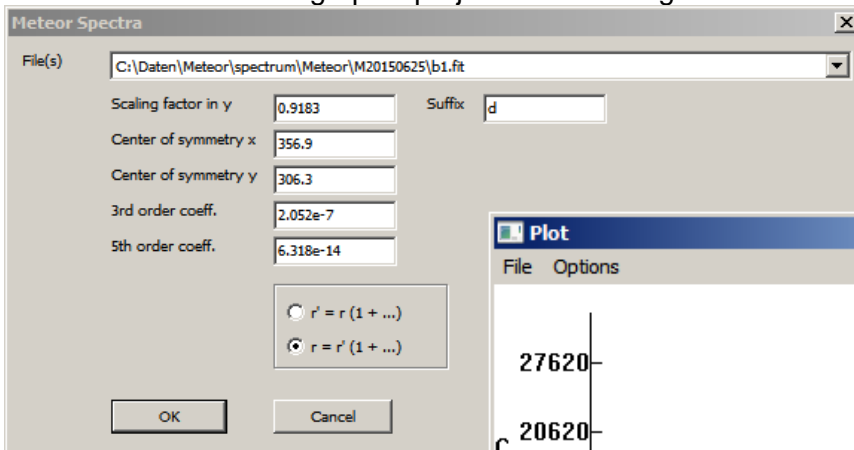 Meteor Spectra
File(s) C:\Daten\Meteor\spectrum\Meteor\M20150625\b1.fit
Scaling factor in y 0.9183 Suffix d
Center of symmetry x 356.9
Center of symmetry y 306.3
3rd order coeff. 2.052e-7
5th order coeff. 6.318e-14
r' = r (1 + ...)
r = r' (1 + ...)
OK Cancel
Plot
File Options
27620
20620